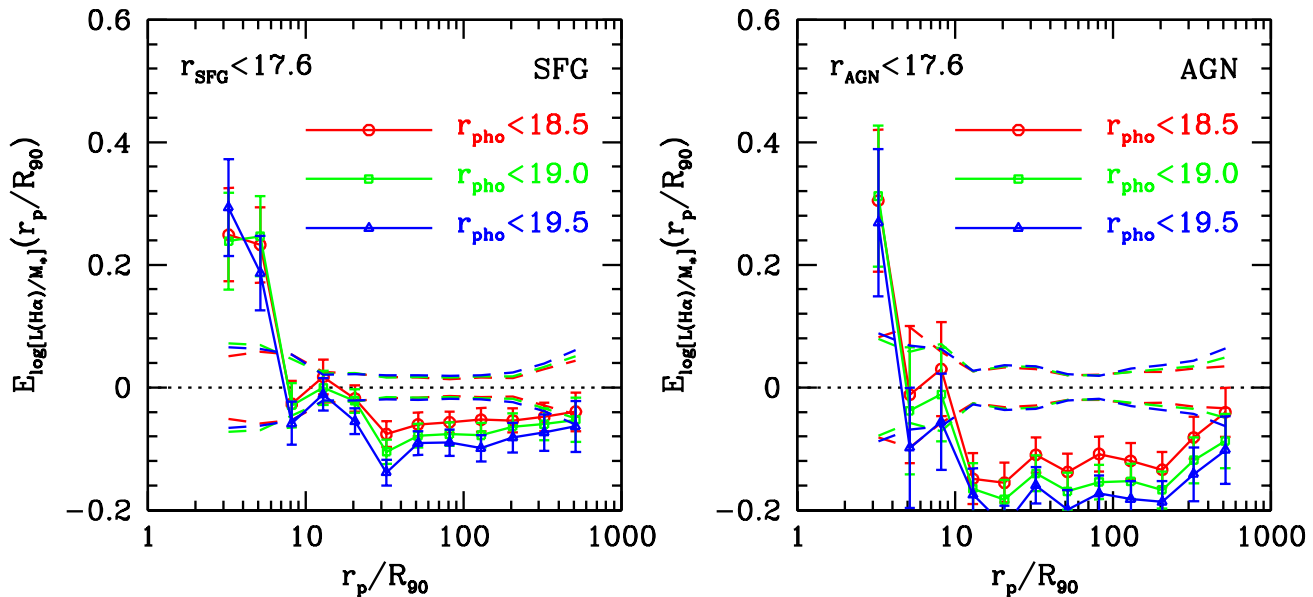 r_SFG<17.6 SFG
r_pho<18.5
r_pho<19.0
r_pho<19.5
0.6
0.4
0.2
0
−0.2
1 10 100 1000
r_p/R_90
E_log[L(Hα)/M_*](r_p/R_90)
r_AGN<17.6 AGN
r_pho<18.5
r_pho<19.0
r_pho<19.5
0.6
0.4
0.2
0
−0.2
1 10 100 1000
r_p/R_90
E_log[L(Hα)/M_*](r_p/R_90)